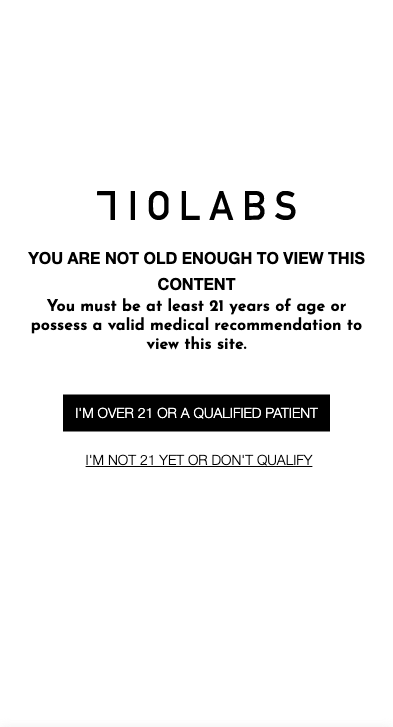 710LABS
YOU ARE NOT OLD ENOUGH TO VIEW THIS
CONTENT
You must be at least 21 years of age or
possess a valid medical recommendation to
view this site.
I'M OVER 21 OR A QUALIFIED PATIENT
I'M NOT 21 YET OR DON'T QUALIFY